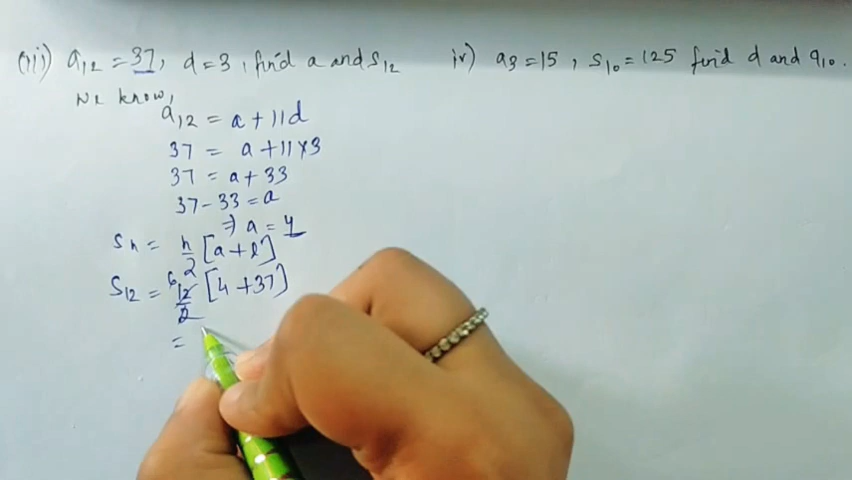 (iii) a12 = 37, d = 3, find a and S12
We know,
a12 = a + 11d
37 = a + 11 × 3
37 = a + 33
37 - 33 = a
⇒ a = 4
Sn = n/2 [a + l]
S12 = 6 12/2 [4 + 37]
=
iv) a3 = 15, S10 = 125 find d and a10.